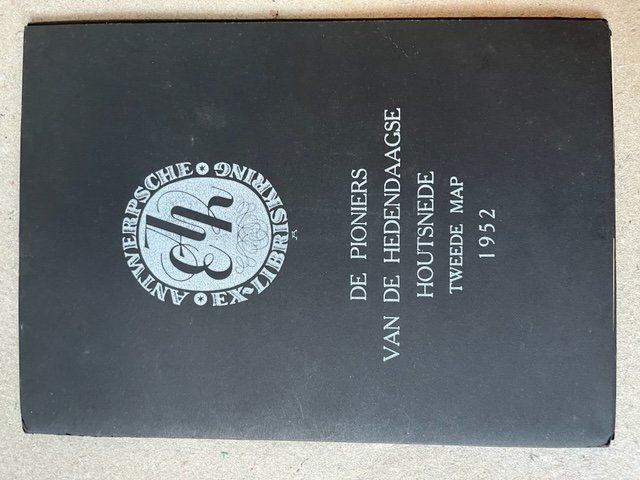 ANTWERPSCHE EX-LIBRISKRING
DE PIONIERS
VAN DE HEDENDAAGSE
HOUTSNEDE
TWEEDE MAP
1952